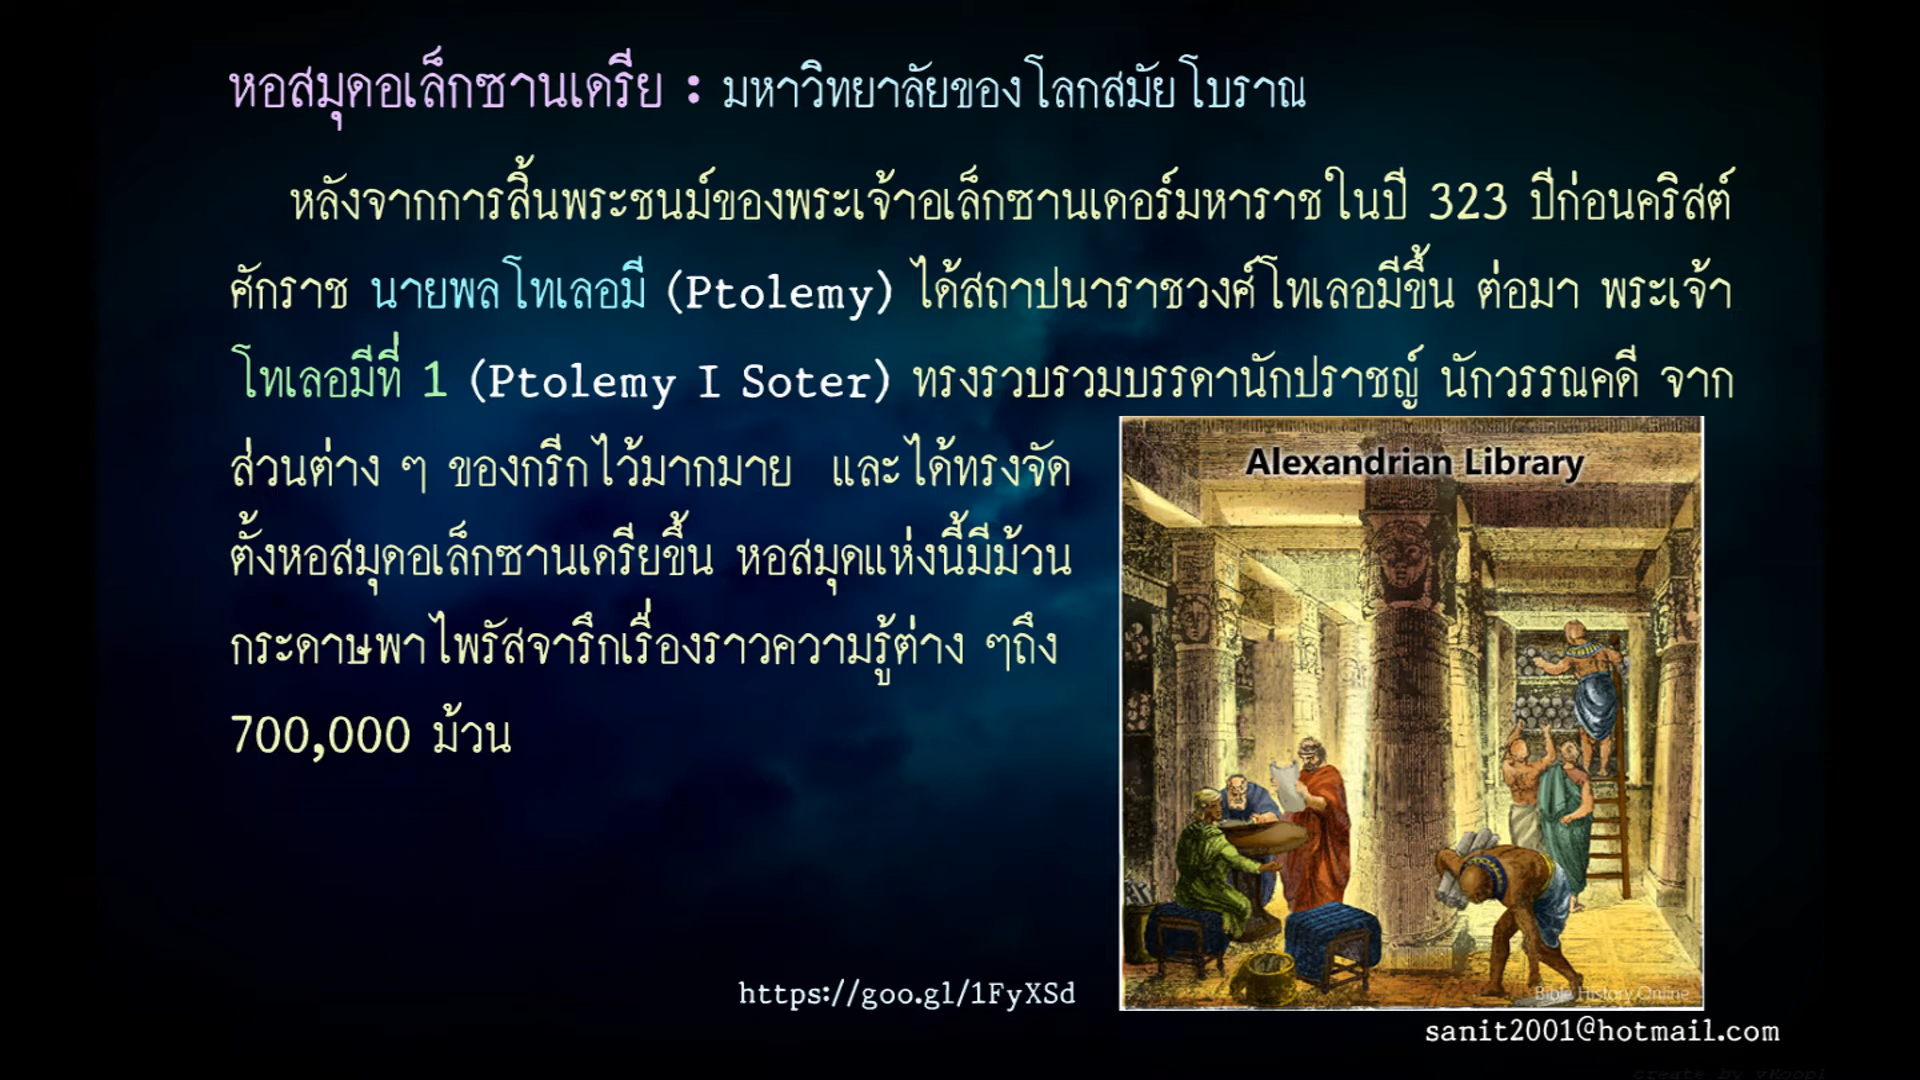 หอสมุดอเล็กซานเดรีย : มหาวิทยาลัยของโลกสมัยโบราณ
หลังจากการสิ้นพระชนม์ของพระเจ้าอเล็กซานเดอร์มหาราชในปี 323 ปีก่อนคริสต์
ศักราช นายพลโทเลอมี (Ptolemy) ได้สถาปนาราชวงศ์โทเลอมีขึ้น ต่อมา พระเจ้า
โทเลอมีที่ 1 (Ptolemy I Soter) ทรงรวบรวมบรรดานักปราชญ์ นักวรรณคดี จาก
ส่วนต่าง ๆ ของกรีกไว้มากมาย และได้ทรงจัด
ตั้งหอสมุดอเล็กซานเดรียขึ้น หอสมุดแห่งนี้มีม้วน
กระดาษพาไพรัสจารึกเรื่องราวความรู้ต่าง ๆถึง
700,000 ม้วน
Alexandrian Library
Bible History Online
https://goo.gl/1FyXSd
sanit2001@hotmail.com